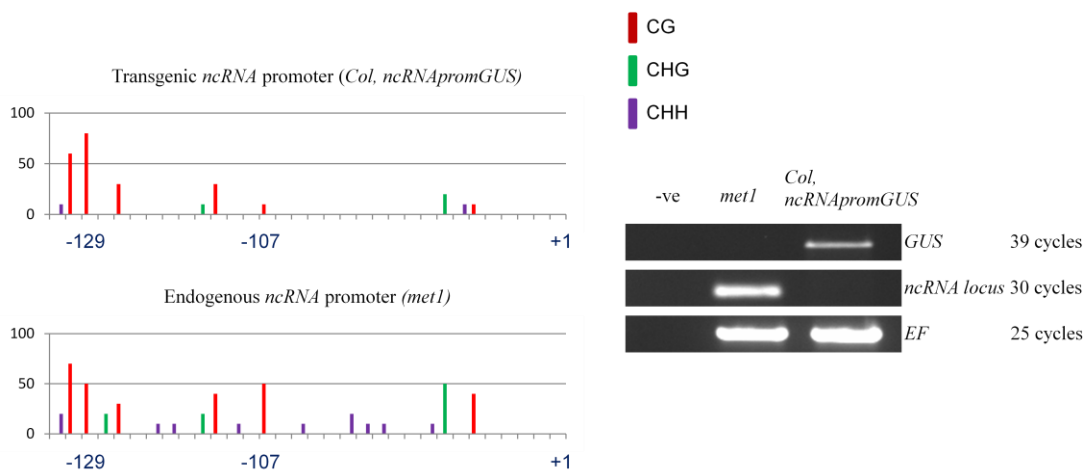 CG
CHG
CHH
Transgenic ncRNA promoter (Col, ncRNApromGUS)
100
50
0
-129 -107 +1
Endogenous ncRNA promoter (met1)
100
50
0
-129 -107 +1
-ve met1 Col, ncRNApromGUS
GUS 39 cycles
ncRNA locus 30 cycles
EF 25 cycles